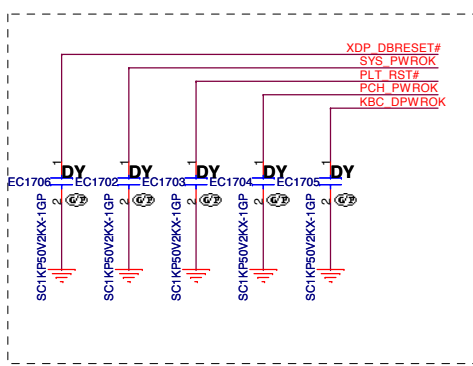 XDP_DBRESET#
SYS_PWROK
PLT_RST#
PCH_PWROK
KBC_DPWROK
1 DY 1 DY 1 DY 1 DY 1 DY
EC1706 EC1702 EC1703 EC1704 EC1705
2 2 2 2 2
SC1KP50V2KX-1GP
SC1KP50V2KX-1GP
SC1KP50V2KX-1GP
SC1KP50V2KX-1GP
SC1KP50V2KX-1GP